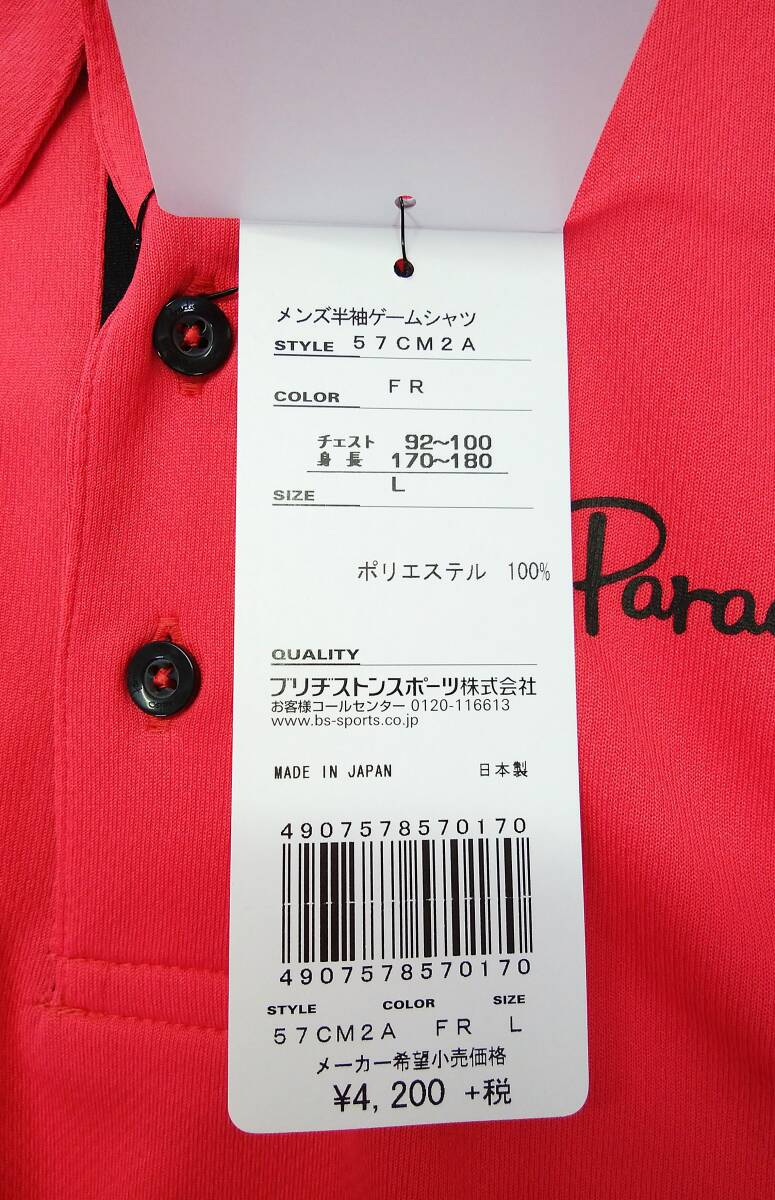 メンズ半袖ゲームシャツ
STYLE 57CM2A
COLOR FR
チェスト 92~100
身長 170~180
SIZE L
ポリエステル 100%
QUALITY
ブリヂストンスポーツ株式会社
お客様コールセンター 0120-116613
www.bs-sports.co.jp
MADE IN JAPAN 日本製
4907578570170
4907578570170
STYLE COLOR SIZE
57CM2A FR L
メーカー希望小売価格
¥4,200 +税